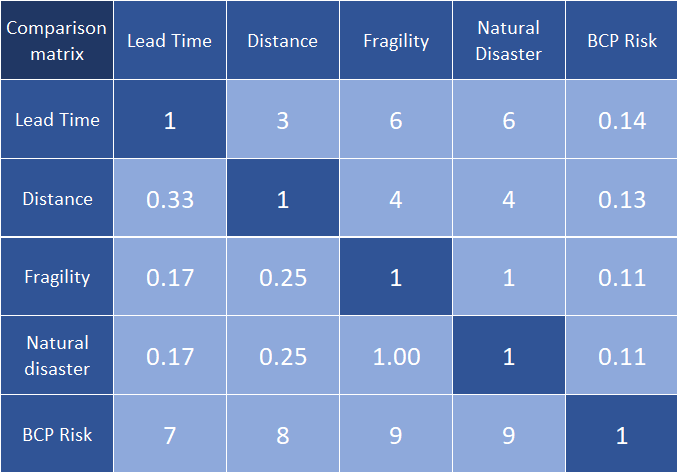 Comparison matrix Lead Time Distance Fragility Natural Disaster BCP Risk
Lead Time 1 3 6 6 0.14
Distance 0.33 1 4 4 0.13
Fragility 0.17 0.25 1 1 0.11
Natural disaster 0.17 0.25 1.00 1 0.11
BCP Risk 7 8 9 9 1